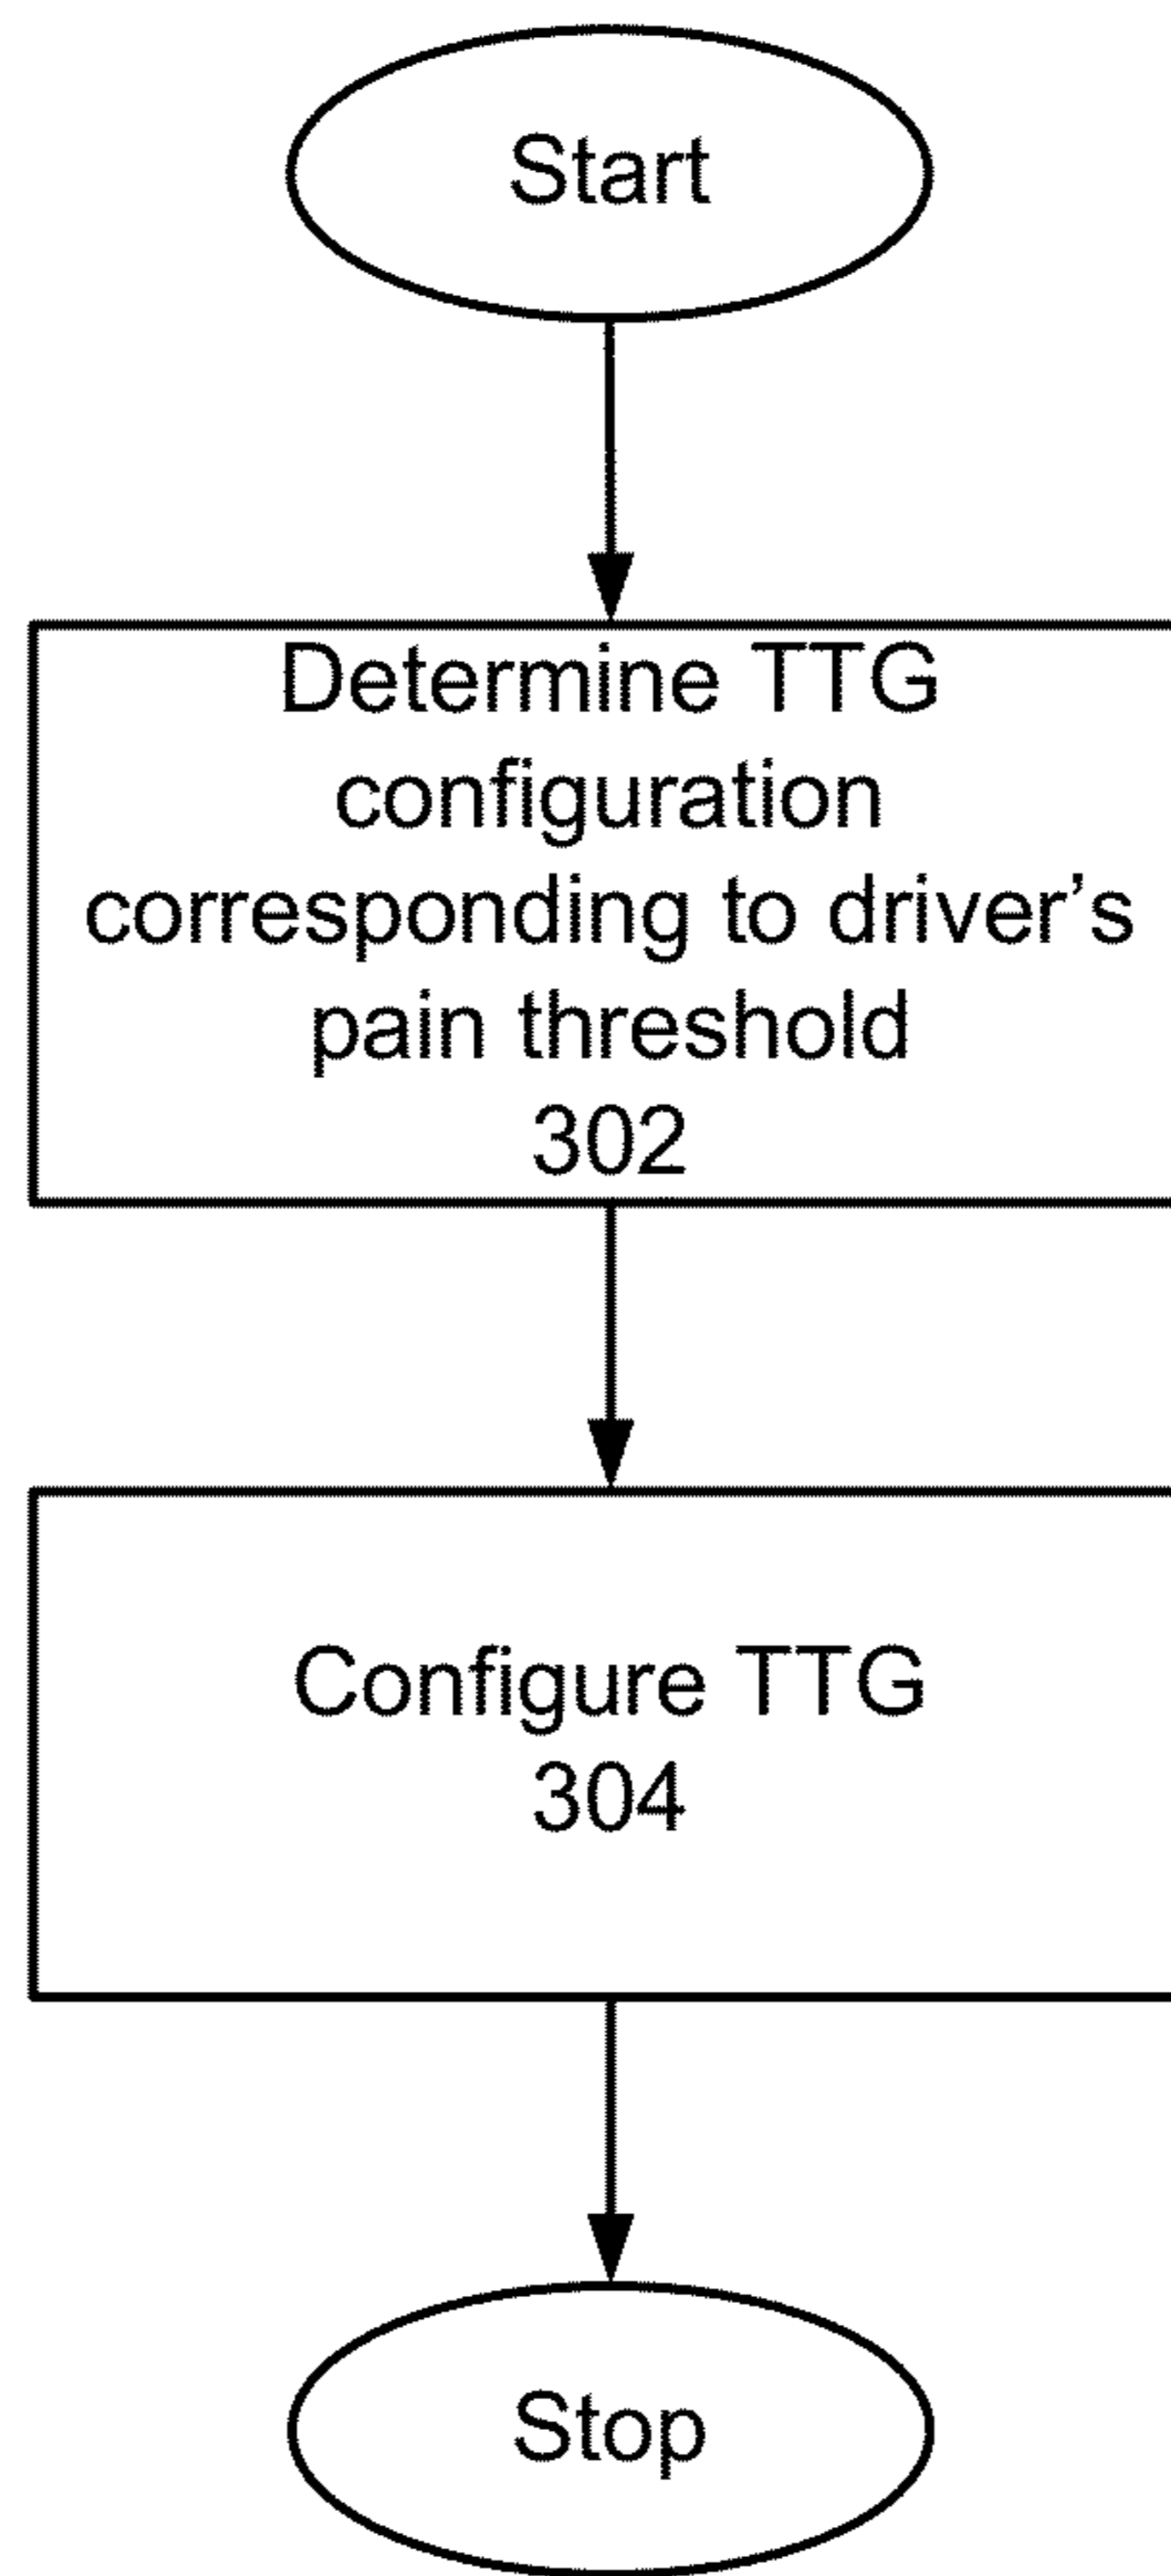 Start
Determine TTG
configuration
corresponding to driver’s
pain threshold
302
Configure TTG
304
Stop